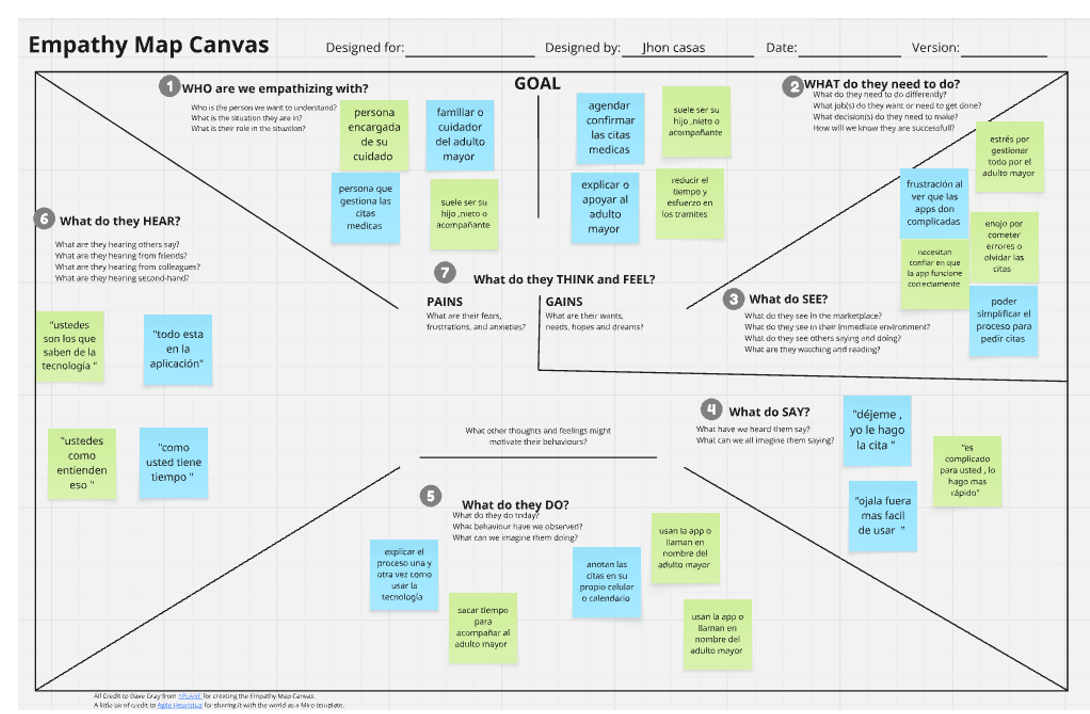 Empathy Map Canvas
Designed for:
Designed by: Jhon casas
Date:
Version:
1
WHO are we empathizing with?
Who is the person we want to understand?
What is the situation they are in?
What is their role in the situation?
persona
encargada
de su
cuidado
familiar o
cuidador
del adulto
mayor
persona que
gestiona las
citas
medicas
suele ser su
hijo ,nieto o
acompañante
GOAL
agendar
confirmar
las citas
medicas
suele ser su
hijo ,nieto o
acompañante
explicar o
apoyar al
adulto
mayor
reducir el
tiempo y
esfuerzo en
los tramites
2
WHAT do they need to do?
What do they need to do differently?
What job(s) do they want or need to get done?
What decision(s) do they need to make?
How will we know they are successful?
estrés por
gestionar
todo por el
adulto mayor
frustración al
ver que las
apps don
complicadas
enojo por
cometer
errores o
olvidar las
citas
necesitan
confiar en que
la app funcione
correctamente
poder
simplificar el
proceso para
pedir citas
6
What do they HEAR?
What are they hearing others say?
What are they hearing from friends?
What are they hearing from colleagues?
What are they hearing second-hand?
"ustedes
son los que
saben de la
tecnología "
"todo esta
en la
aplicación"
"ustedes
como
entienden
eso "
"como
usted tiene
tiempo "
7
What do they THINK and FEEL?
PAINS
What are their fears,
frustrations, and anxieties?
GAINS
What are their wants,
needs, hopes and dreams?
What other thoughts and feelings might
motivate their behaviours?
3
What do SEE?
What do they see in the marketplace?
What do they see in their immediate environment?
What do they see others saying and doing?
What are they watching and reading?
4
What do SAY?
What have we heard them say?
What can we all imagine them saying?
"déjeme ,
yo le hago
la cita "
"es
complicado
para usted , lo
hago mas
rápido"
"ojala fuera
mas facil
de usar "
5
What do they DO?
What do they do today?
What behaviour have we observed?
What can we imagine them doing?
explicar el
proceso una y
otra vez como
usar la
tecnología
sacar tiempo
para
acompañar al
adulto mayor
anotan las
citas en su
propio celular
o calendario
usan la app o
llaman en
nombre del
adulto mayor
usan la app o
llaman en
nombre del
adulto mayor
All Credit to Dave Gray from XPLANE for creating the Empathy Map Canvas.
A little bit of credit to Agile Heuristics for sharing it with the world as a Miro template.